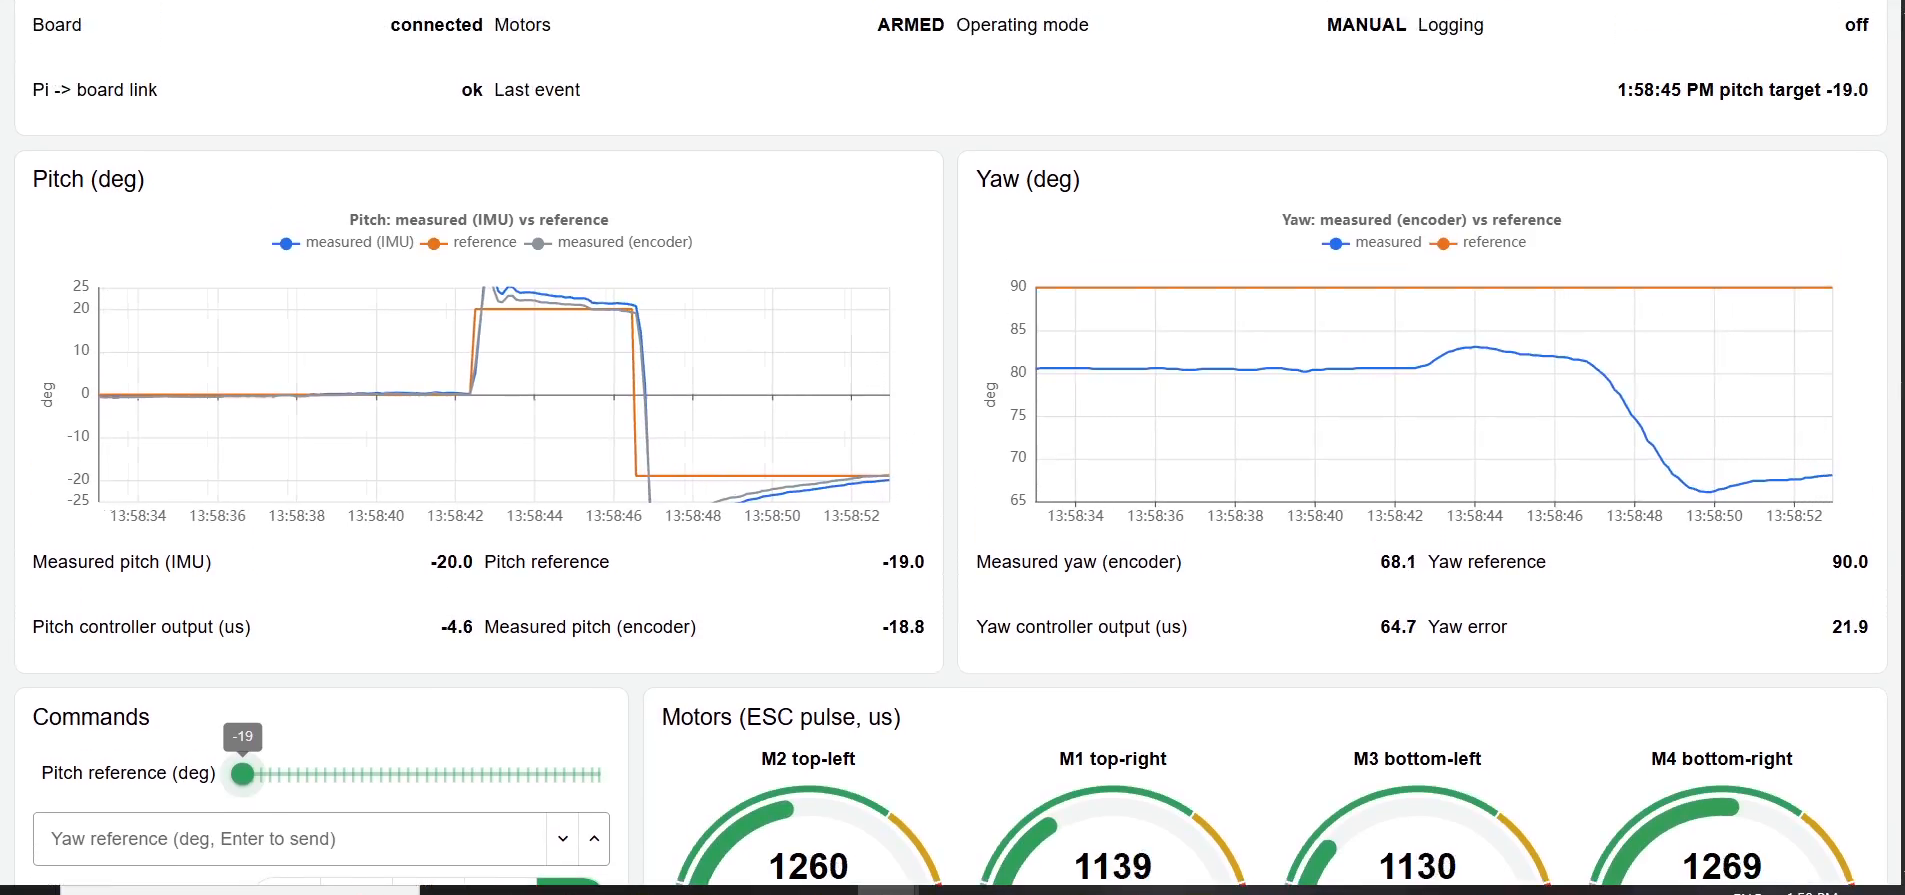 Board connected Motors ARMED Operating mode MANUAL Logging off
Pi -> board link ok Last event 1:58:45 PM pitch target -19.0
Pitch (deg)
Pitch: measured (IMU) vs reference
measured (IMU) reference measured (encoder)
25
20
10
0
-10
-20
-25
deg
13:58:34 13:58:36 13:58:38 13:58:40 13:58:42 13:58:44 13:58:46 13:58:48 13:58:50 13:58:52
Measured pitch (IMU) -20.0 Pitch reference -19.0
Pitch controller output (us) -4.6 Measured pitch (encoder) -18.8
Yaw (deg)
Yaw: measured (encoder) vs reference
measured reference
90
85
80
75
70
65
deg
13:58:34 13:58:36 13:58:38 13:58:40 13:58:42 13:58:44 13:58:46 13:58:48 13:58:50 13:58:52
Measured yaw (encoder) 68.1 Yaw reference 90.0
Yaw controller output (us) 64.7 Yaw error 21.9
Commands
-19
Pitch reference (deg)
Yaw reference (deg, Enter to send)
Motors (ESC pulse, us)
M2 top-left M1 top-right M3 bottom-left M4 bottom-right
1260 1139 1130 1269